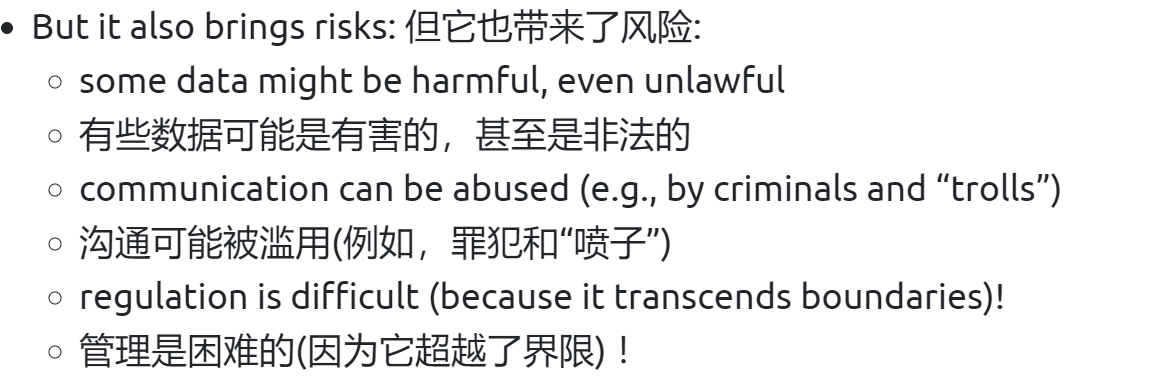 • But it also brings risks: 但它也带来了风险:
◦ some data might be harmful, even unlawful
◦ 有些数据可能是有害的，甚至是非法的
◦ communication can be abused (e.g., by criminals and “trolls”)
◦ 沟通可能被滥用(例如，罪犯和“喷子”)
◦ regulation is difficult (because it transcends boundaries)!
◦ 管理是困难的(因为它超越了界限)！